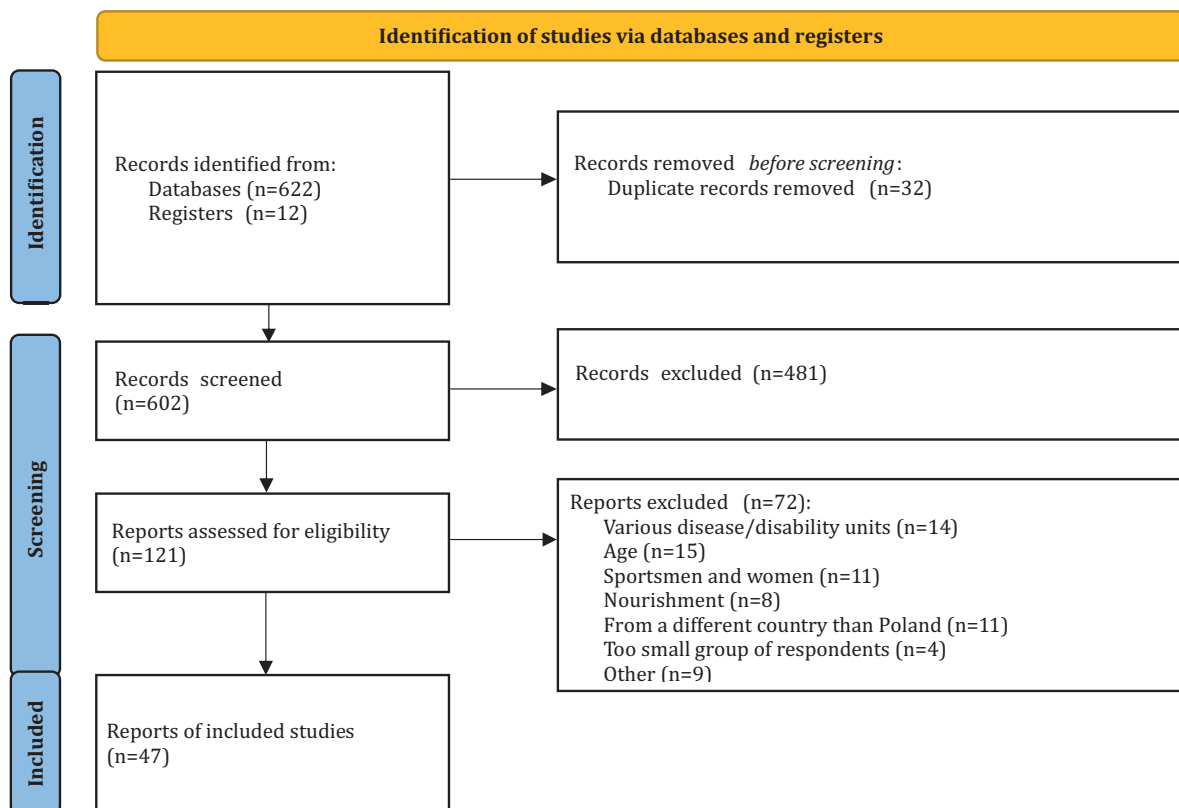 Identification of studies via databases and registers
Identification
Records identified from:
Databases (n=622)
Registers (n=12)
Records removed before screening:
Duplicate records removed (n=32)
Screening
Records screened
(n=602)
Records excluded (n=481)
Reports assessed for eligibility
(n=121)
Reports excluded (n=72):
Various disease/disability units (n=14)
Age (n=15)
Sportsmen and women (n=11)
Nourishment (n=8)
From a different country than Poland (n=11)
Too small group of respondents (n=4)
Other (n=9)
Included
Reports of included studies
(n=47)